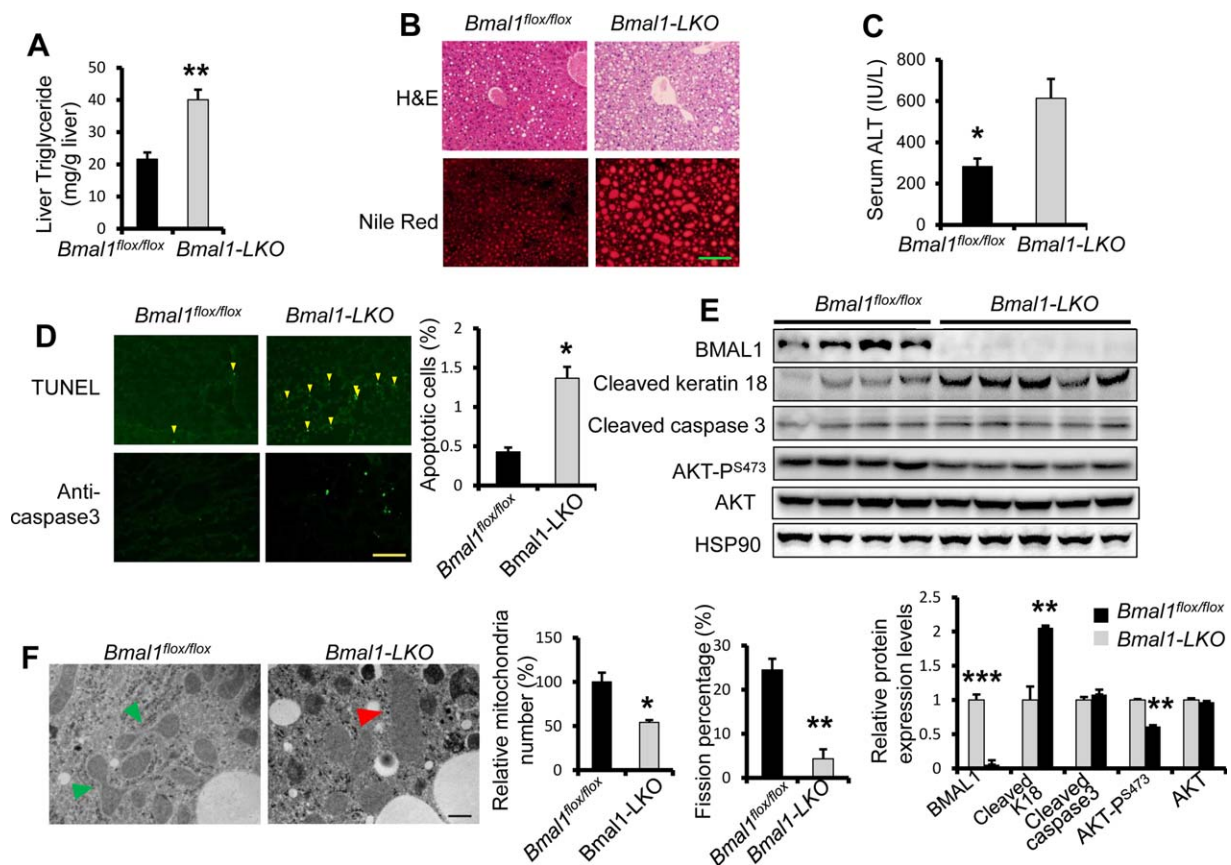 A
Liver Triglyceride
(mg/g liver)
50
40
30
20
10
0
**
Bmal1flox/flox
Bmal1-LKO
B
Bmal1flox/flox
Bmal1-LKO
H&E
Nile Red
C
Serum ALT (IU/L)
800
600
400
200
0
*
Bmal1flox/flox
Bmal1-LKO
D
Bmal1flox/flox
Bmal1-LKO
TUNEL
Anti-
caspase3
Apoptotic cells (%)
2
1.5
1
0.5
0
*
Bmal1flox/flox
Bmal1-LKO
E
Bmal1flox/flox
Bmal1-LKO
BMAL1
Cleaved keratin 18
Cleaved caspase 3
AKT-PS473
AKT
HSP90
Relative protein
expression levels
2.5
2
1.5
1
0.5
0
***
**
**
Bmal1flox/flox
Bmal1-LKO
BMAL1
Cleaved
K18
Cleaved
caspase3
AKT-PS473
AKT
F
Bmal1flox/flox
Bmal1-LKO
Relative mitochondria
number (%)
150
100
50
0
*
Bmal1flox/flox
Bmal1-LKO
Fission percentage (%)
30
20
10
0
**
Bmal1flox/flox
Bmal1-LKO